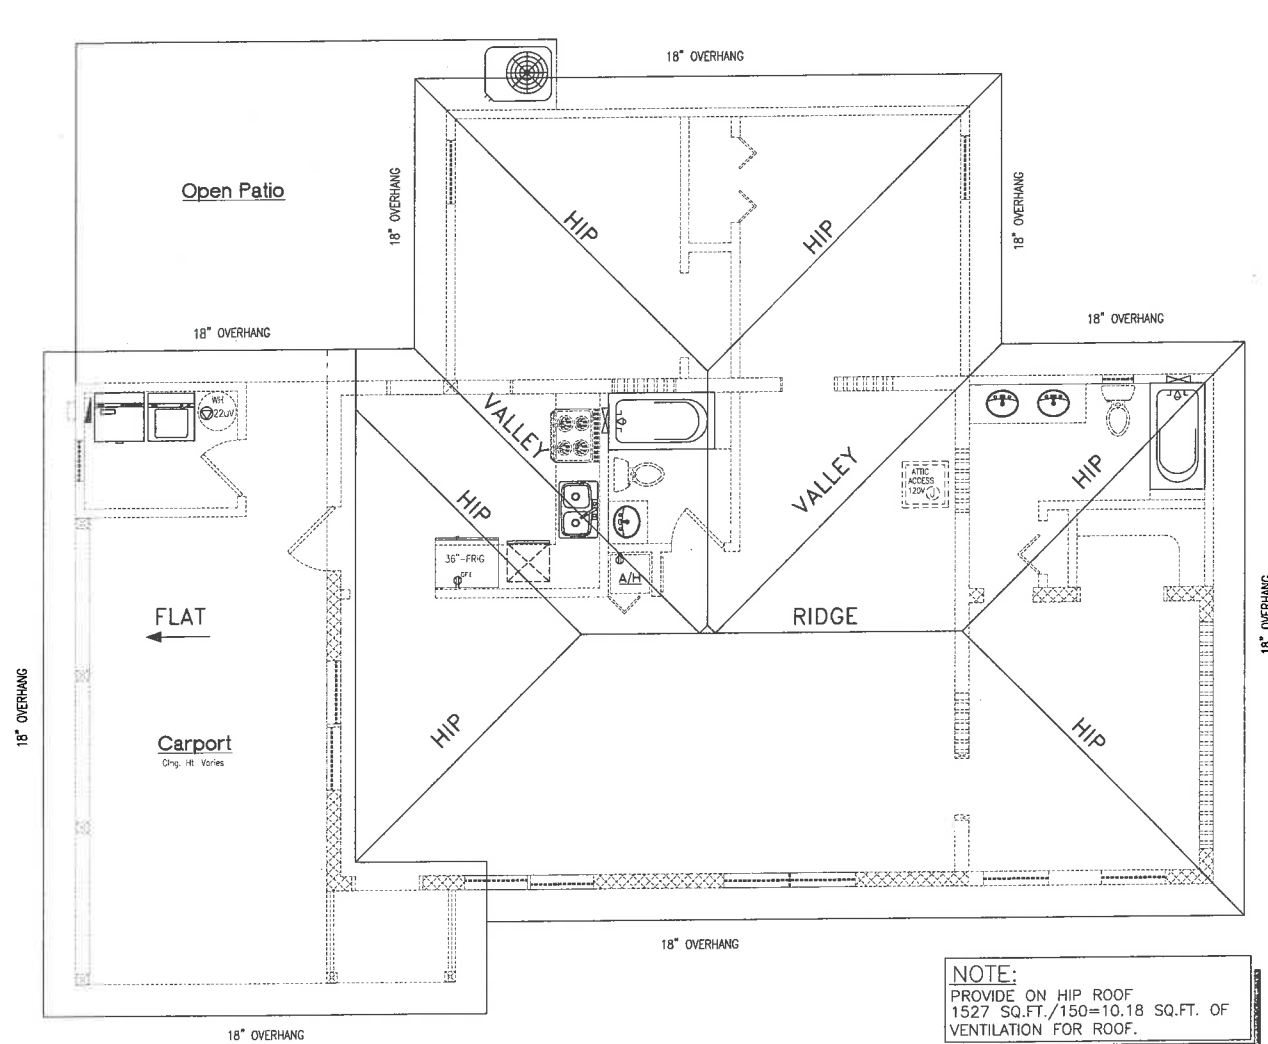 18" OVERHANG
Open Patio
18" OVERHANG
18" OVERHANG
HIP
HIP
18" OVERHANG
18" OVERHANG
WH
22uV
VALLEY
VALLEY
HIP
HIP
ATTIC
ACCESS
120V
J
36"-FRIG
GFI
A/H
FLAT
RIDGE
18" OVERHANG
18" OVERHANG
HIP
HIP
Carport
Clng. Ht Varies
18" OVERHANG
18" OVERHANG
NOTE:
PROVIDE ON HIP ROOF
1527 SQ.FT./150=10.18 SQ.FT. OF
VENTILATION FOR ROOF.